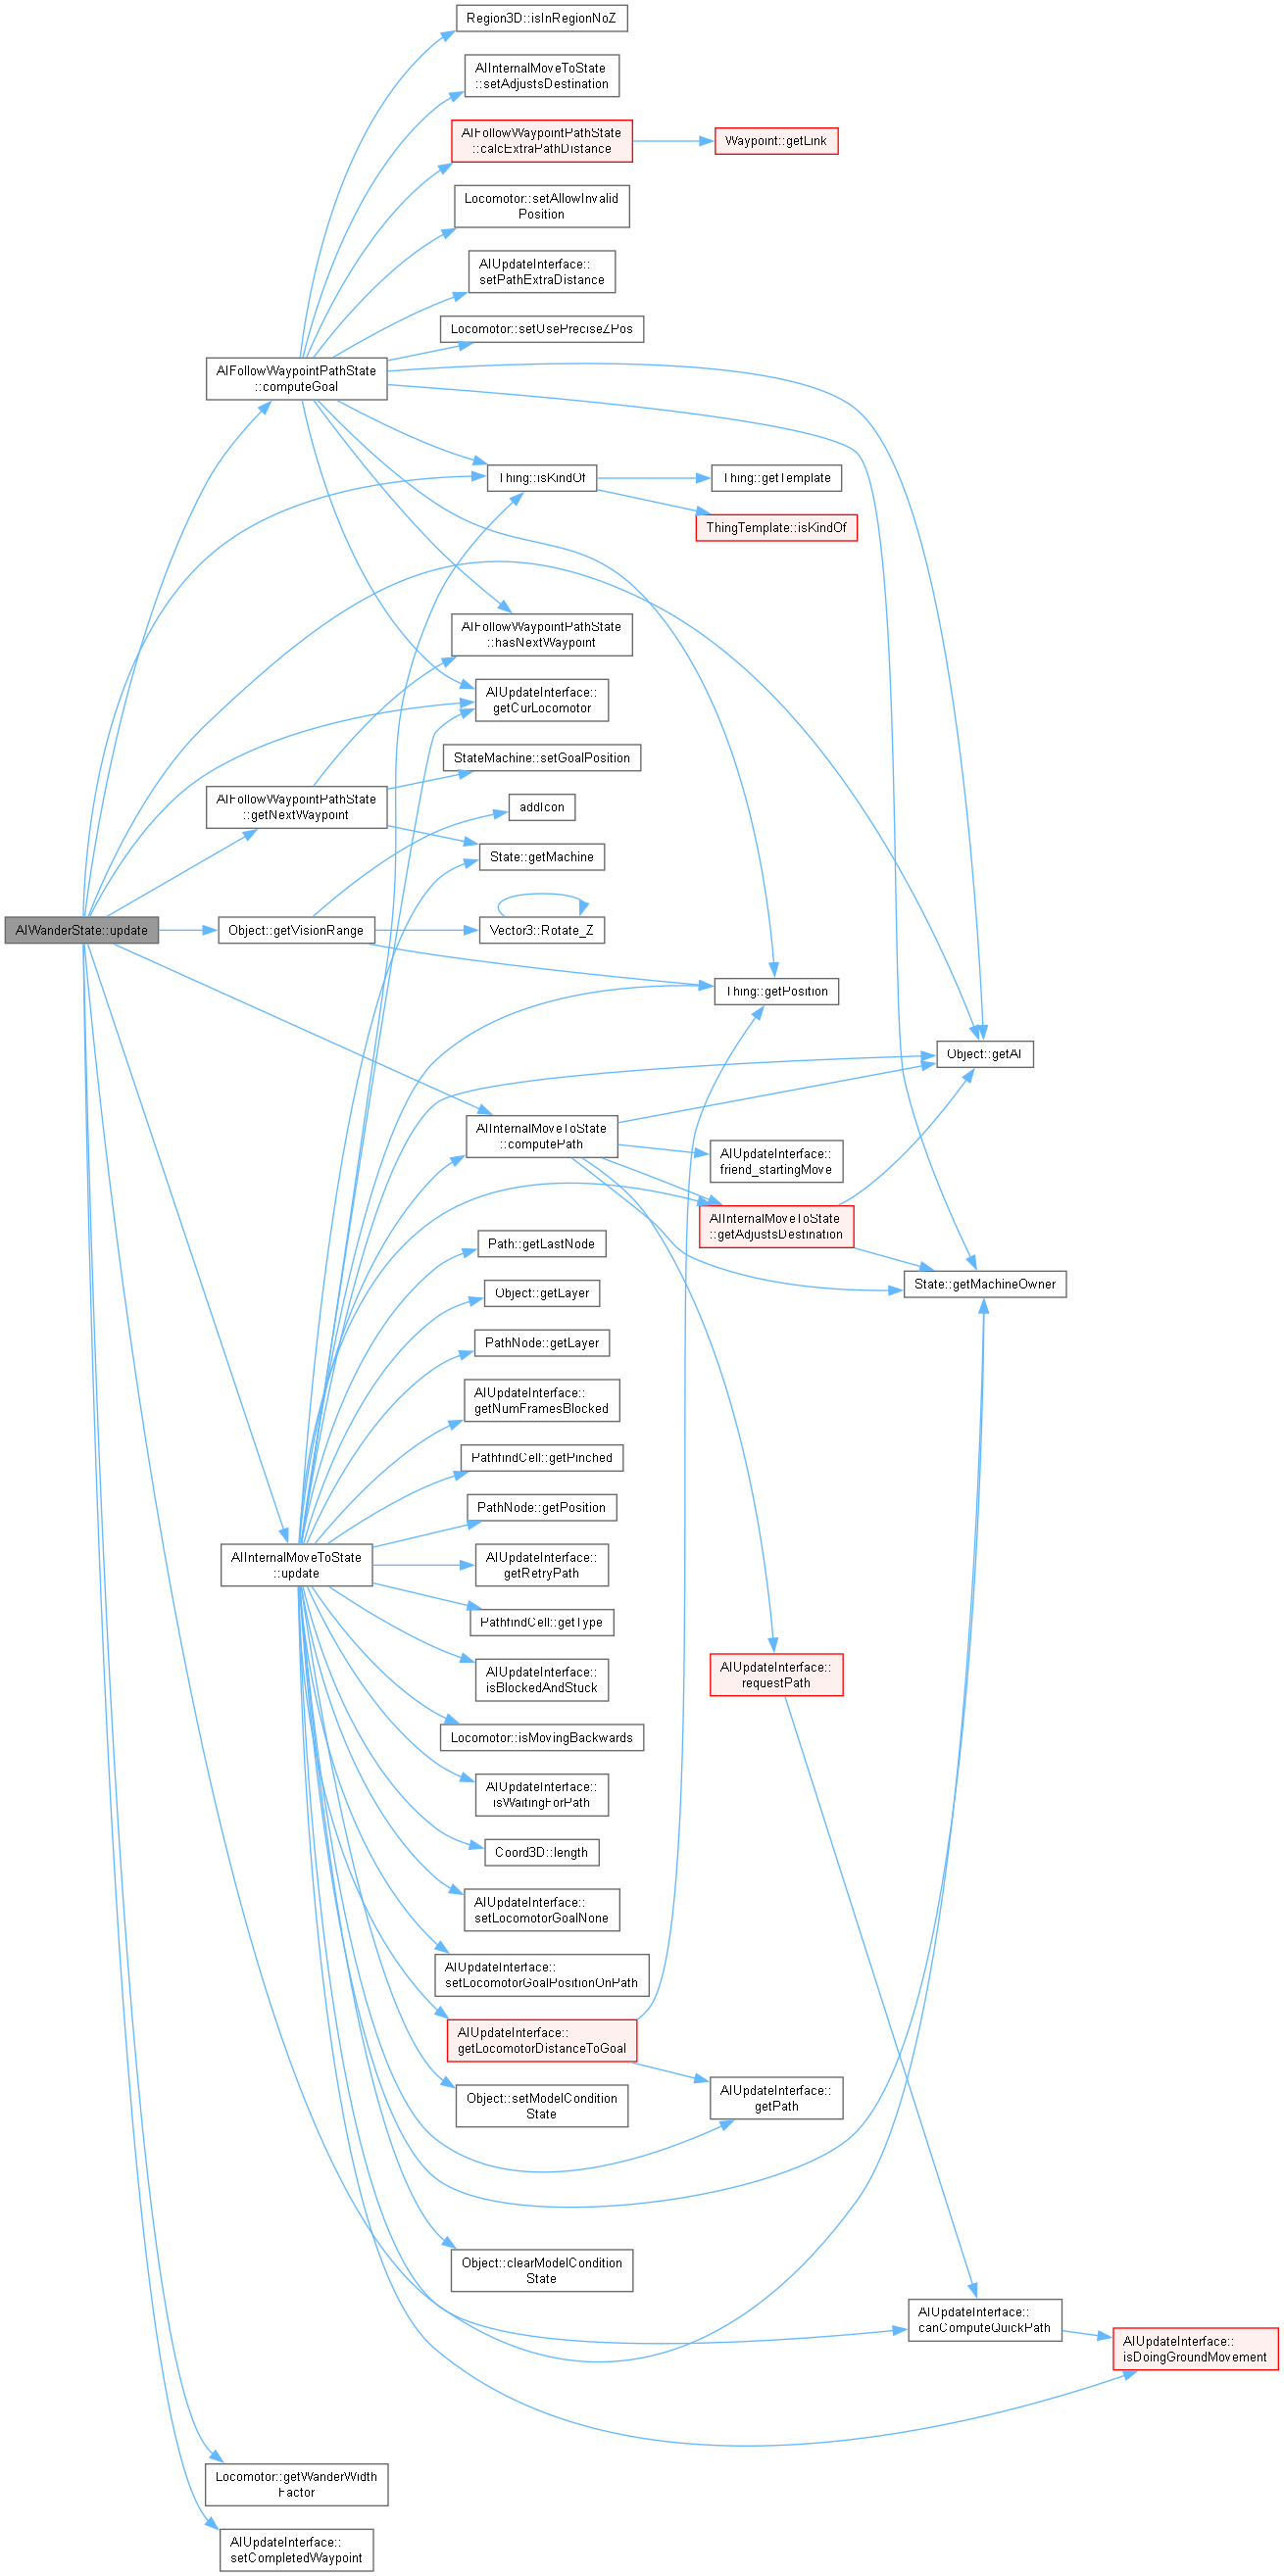 Region3D::isInRegionNoZ
AIInternalMoveToState
::setAdjustsDestination
AIFollowWaypointPathState
::calcExtraPathDistance
Waypoint::getLink
Locomotor::setAllowInvalid
Position
AIUpdateInterface::
setPathExtraDistance
Locomotor::setUsePreciseZPos
AIFollowWaypointPathState
::computeGoal
Thing::isKindOf
Thing::getTemplate
ThingTemplate::isKindOf
AIFollowWaypointPathState
::hasNextWaypoint
AIUpdateInterface::
getCurLocomotor
StateMachine::setGoalPosition
AIFollowWaypointPathState
::getNextWaypoint
addIcon
State::getMachine
AIWanderState::update
Object::getVisionRange
Vector3::Rotate_Z
Thing::getPosition
Object::getAI
AIInternalMoveToState
::computePath
AIUpdateInterface::
friend_startingMove
AIInternalMoveToState
::getAdjustsDestination
Path::getLastNode
State::getMachineOwner
Object::getLayer
PathNode::getLayer
AIUpdateInterface::
getNumFramesBlocked
PathfindCell::getPinched
PathNode::getPosition
AIInternalMoveToState
::update
AIUpdateInterface::
getRetryPath
PathfindCell::getType
AIUpdateInterface::
isBlockedAndStuck
AIUpdateInterface::
requestPath
Locomotor::isMovingBackwards
AIUpdateInterface::
isWaitingForPath
Coord3D::length
AIUpdateInterface::
setLocomotorGoalNone
AIUpdateInterface::
setLocomotorGoalPositionOnPath
AIUpdateInterface::
getLocomotorDistanceToGoal
AIUpdateInterface::
getPath
Object::setModelCondition
State
Object::clearModelCondition
State
AIUpdateInterface::
canComputeQuickPath
AIUpdateInterface::
isDoingGroundMovement
Locomotor::getWanderWidth
Factor
AIUpdateInterface::
setCompletedWaypoint